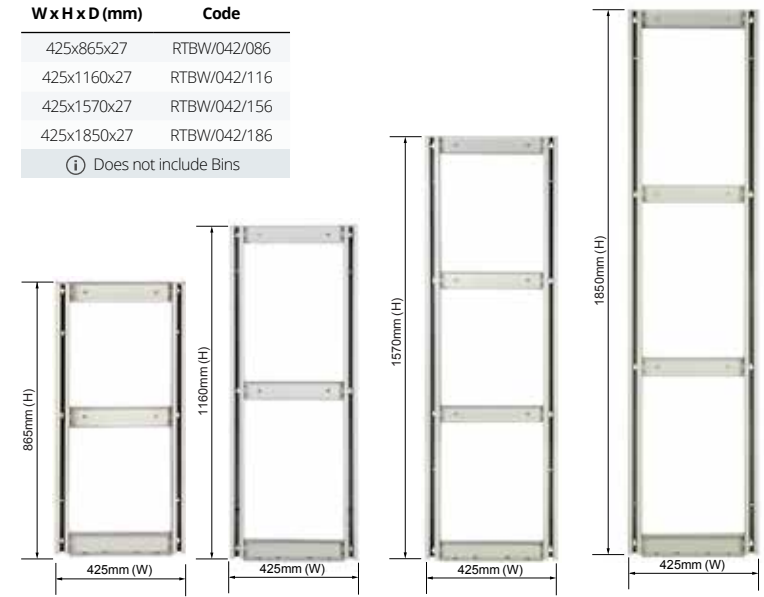 W x H x D (mm) Code
425x865x27 RTBW/042/086
425x1160x27 RTBW/042/116
425x1570x27 RTBW/042/156
425x1850x27 RTBW/042/186
i Does not include Bins
865mm (H)
425mm (W)
1160mm (H)
425mm (W)
1570mm (H)
425mm (W)
1850mm (H)
425mm (W)